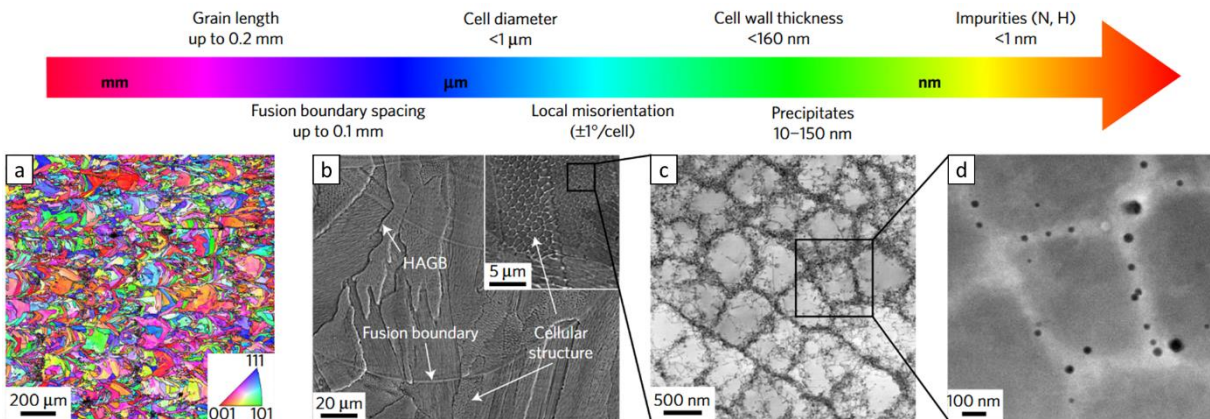 Grain length
up to 0.2 mm
Cell diameter
<1 µm
Cell wall thickness
<160 nm
Impurities (N, H)
<1 nm
mm
µm
nm
Fusion boundary spacing
up to 0.1 mm
Local misorientation
(±1°/cell)
Precipitates
10–150 nm
a
111
001
101
200 µm
b
HAGB
5 µm
Fusion boundary
Cellular
structure
20 µm
c
500 nm
d
100 nm